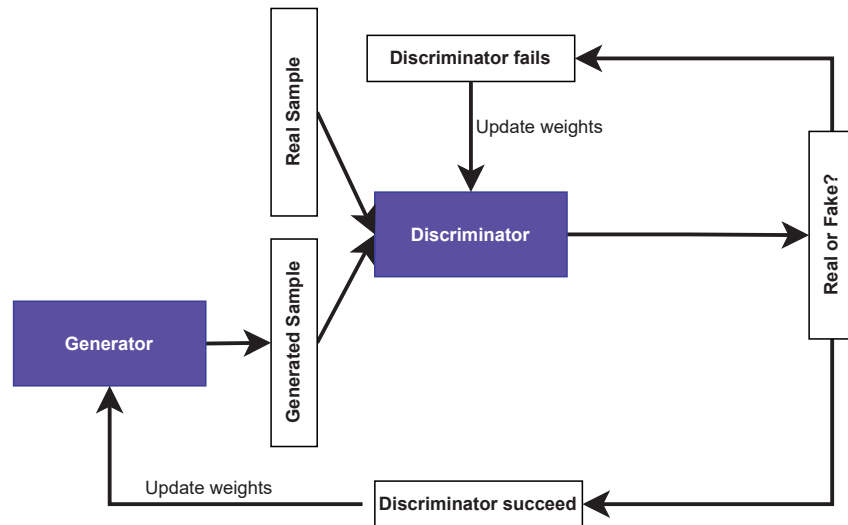 Real Sample
Discriminator fails
Update weights
Real or Fake?
Discriminator
Generated Sample
Generator
Update weights
Discriminator succeed